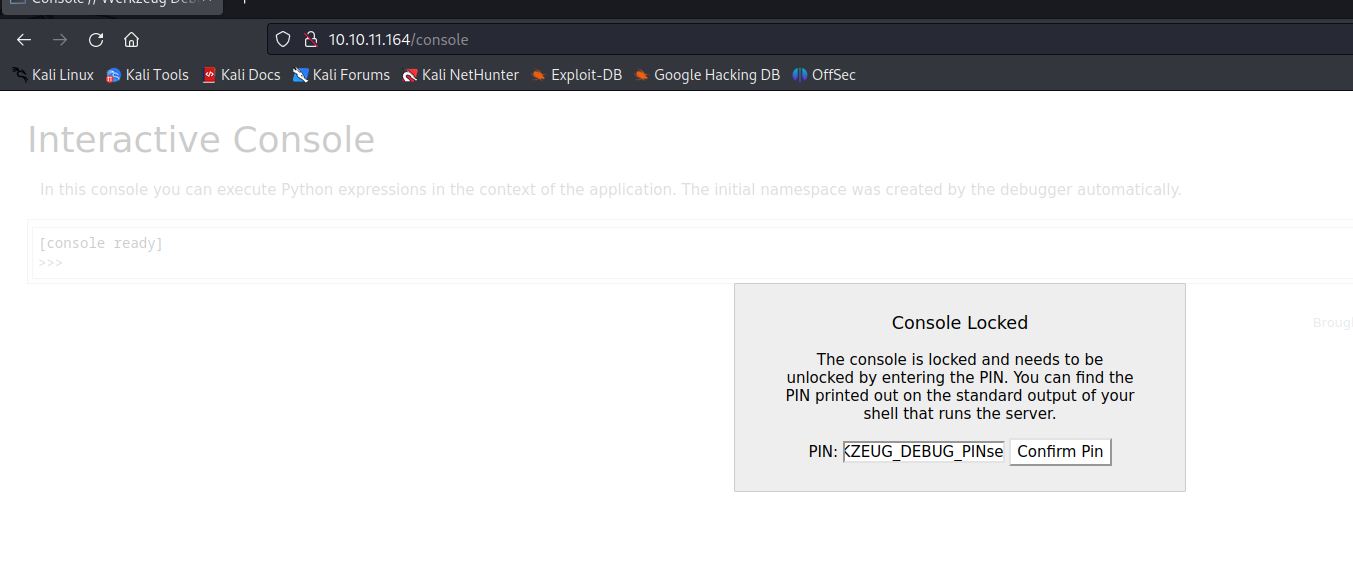 Console // Werkzeug Deb
10.10.11.164/console
Kali Linux Kali Tools Kali Docs Kali Forums Kali NetHunter Exploit-DB Google Hacking DB OffSec
Interactive Console
In this console you can execute Python expressions in the context of the application. The initial namespace was created by the debugger automatically.
[console ready]
>>>
Console Locked
The console is locked and needs to be
unlocked by entering the PIN. You can find the
PIN printed out on the standard output of your
shell that runs the server.
PIN: KZEUG_DEBUG_PINse Confirm Pin
Broug